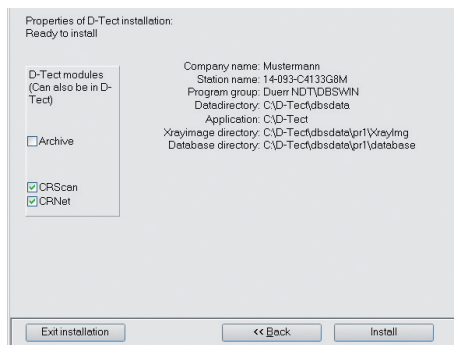 Properties of D-Tect installation:
Ready to install
D-Tect modules
(Can also be in D-
Tect)
Archive
CRScan
CRNet
Company name: Mustermann
Station name: 14-093-C4133G8M
Program group: Duerr NDT\DBSWIN
Datadirectory: C:\D-Tect\dbsdata
Application: C:\D-Tect
Xrayimage directory: C:\D-Tect\dbsdata\pr1\XrayImg
Database directory: C:\D-Tect\dbsdata\pr1\database
Exit installation
<< Back
Install